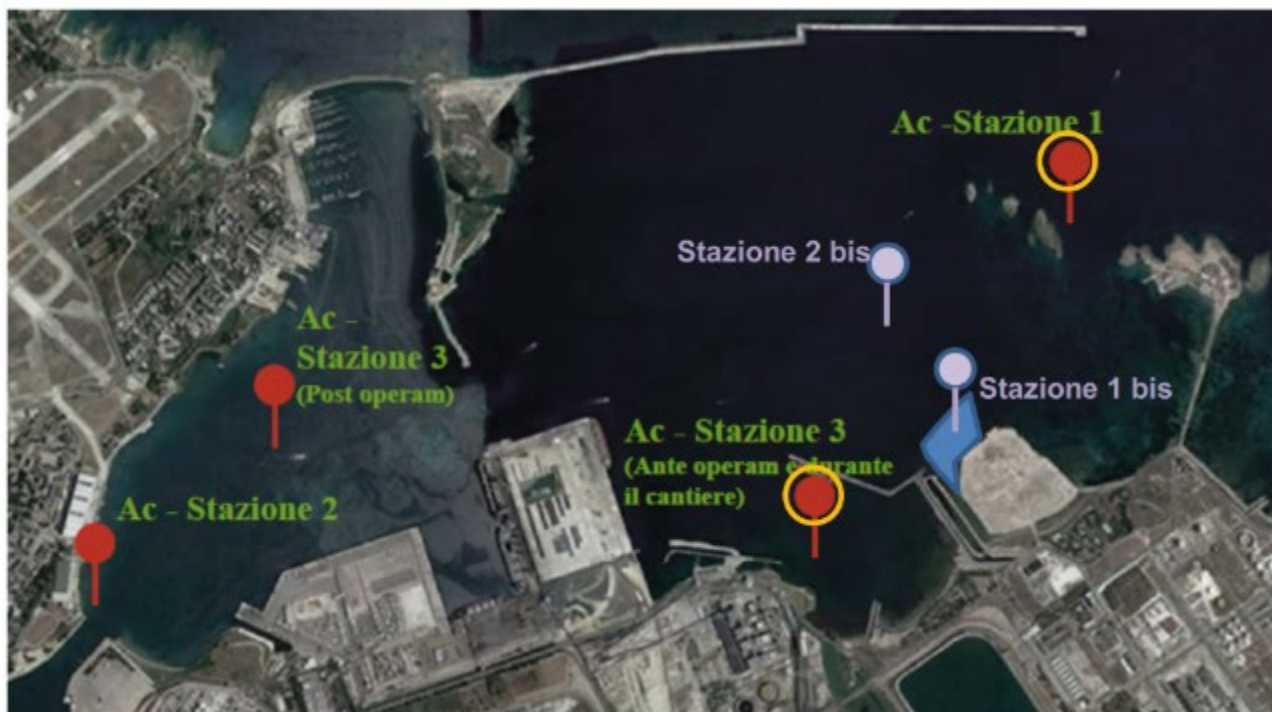 Ac -Stazione 1
Stazione 2 bis
Ac -
Stazione 3
(Post operam)
Stazione 1 bis
Ac - Stazione 3
(Ante operam e durante
il cantiere)
Ac - Stazione 2